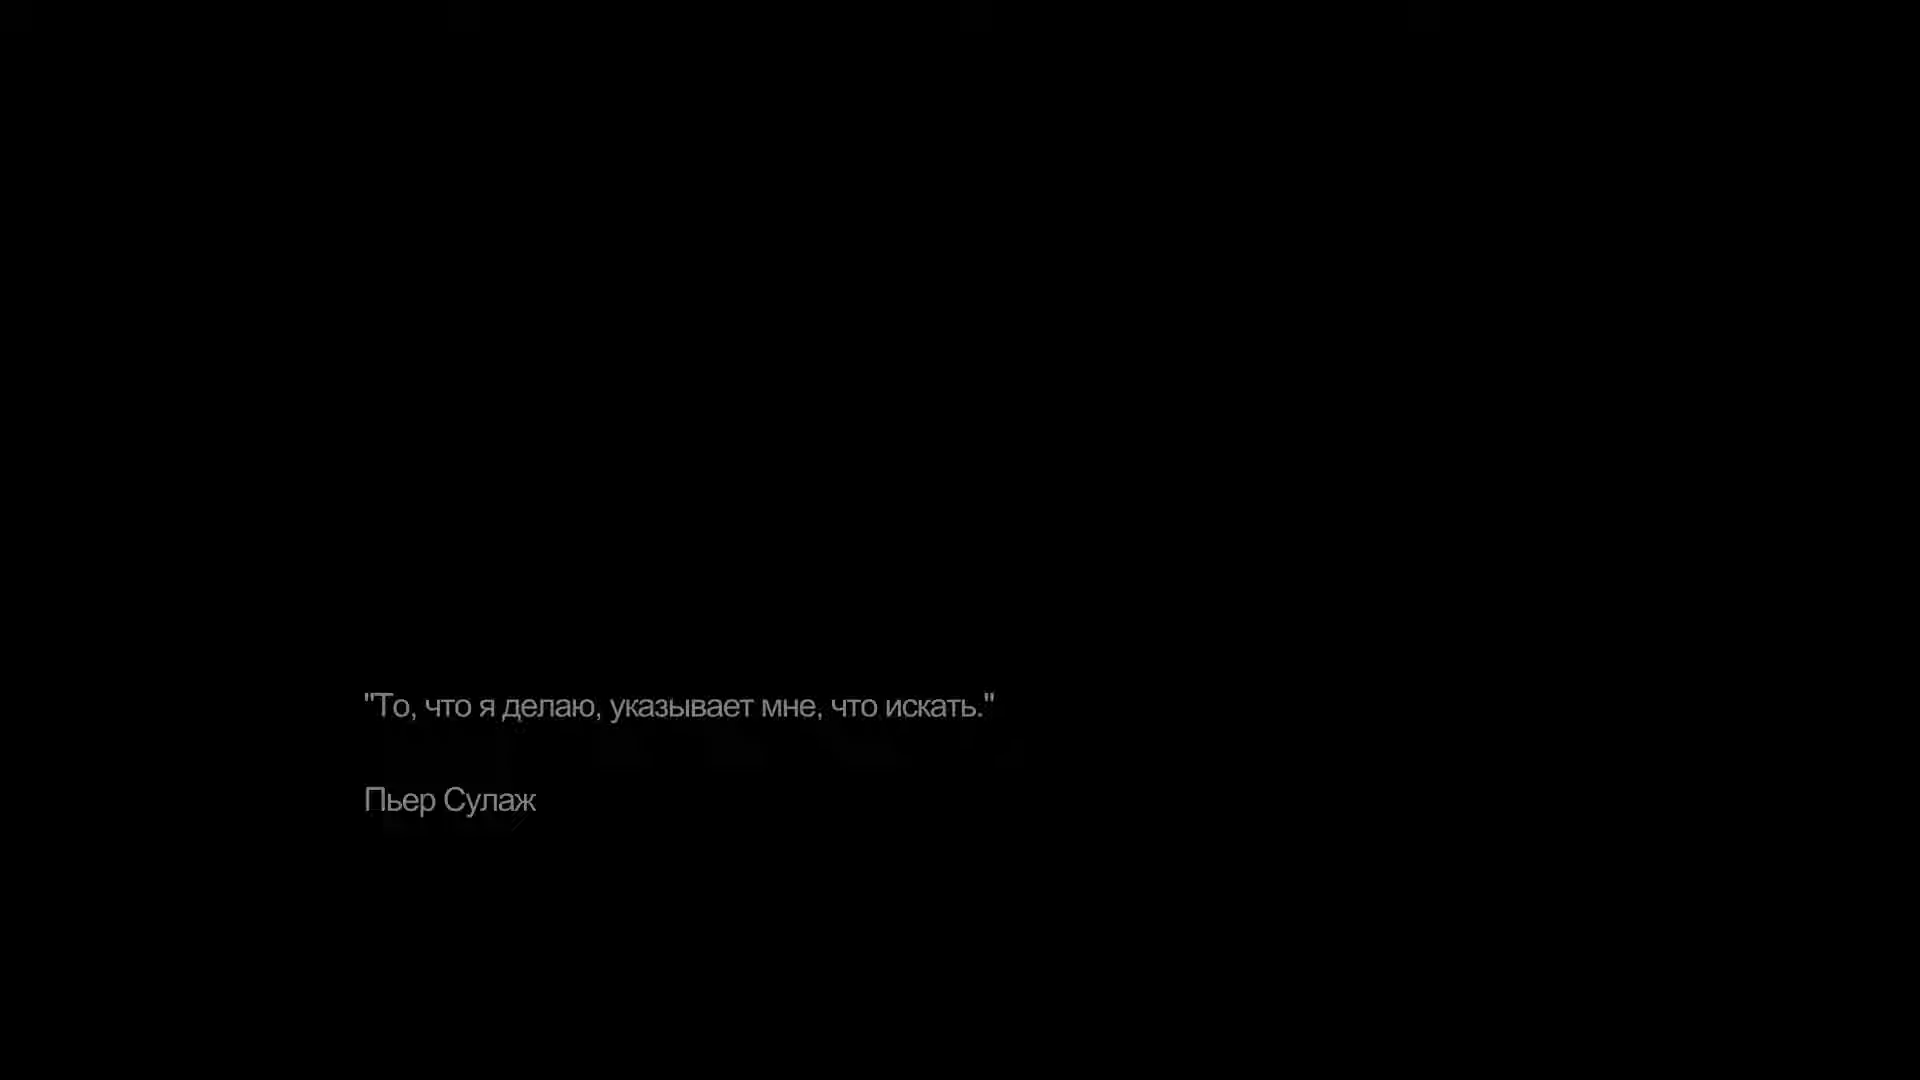 "То, что я делаю, указывает мне, что искать."
Пьер Сулаж